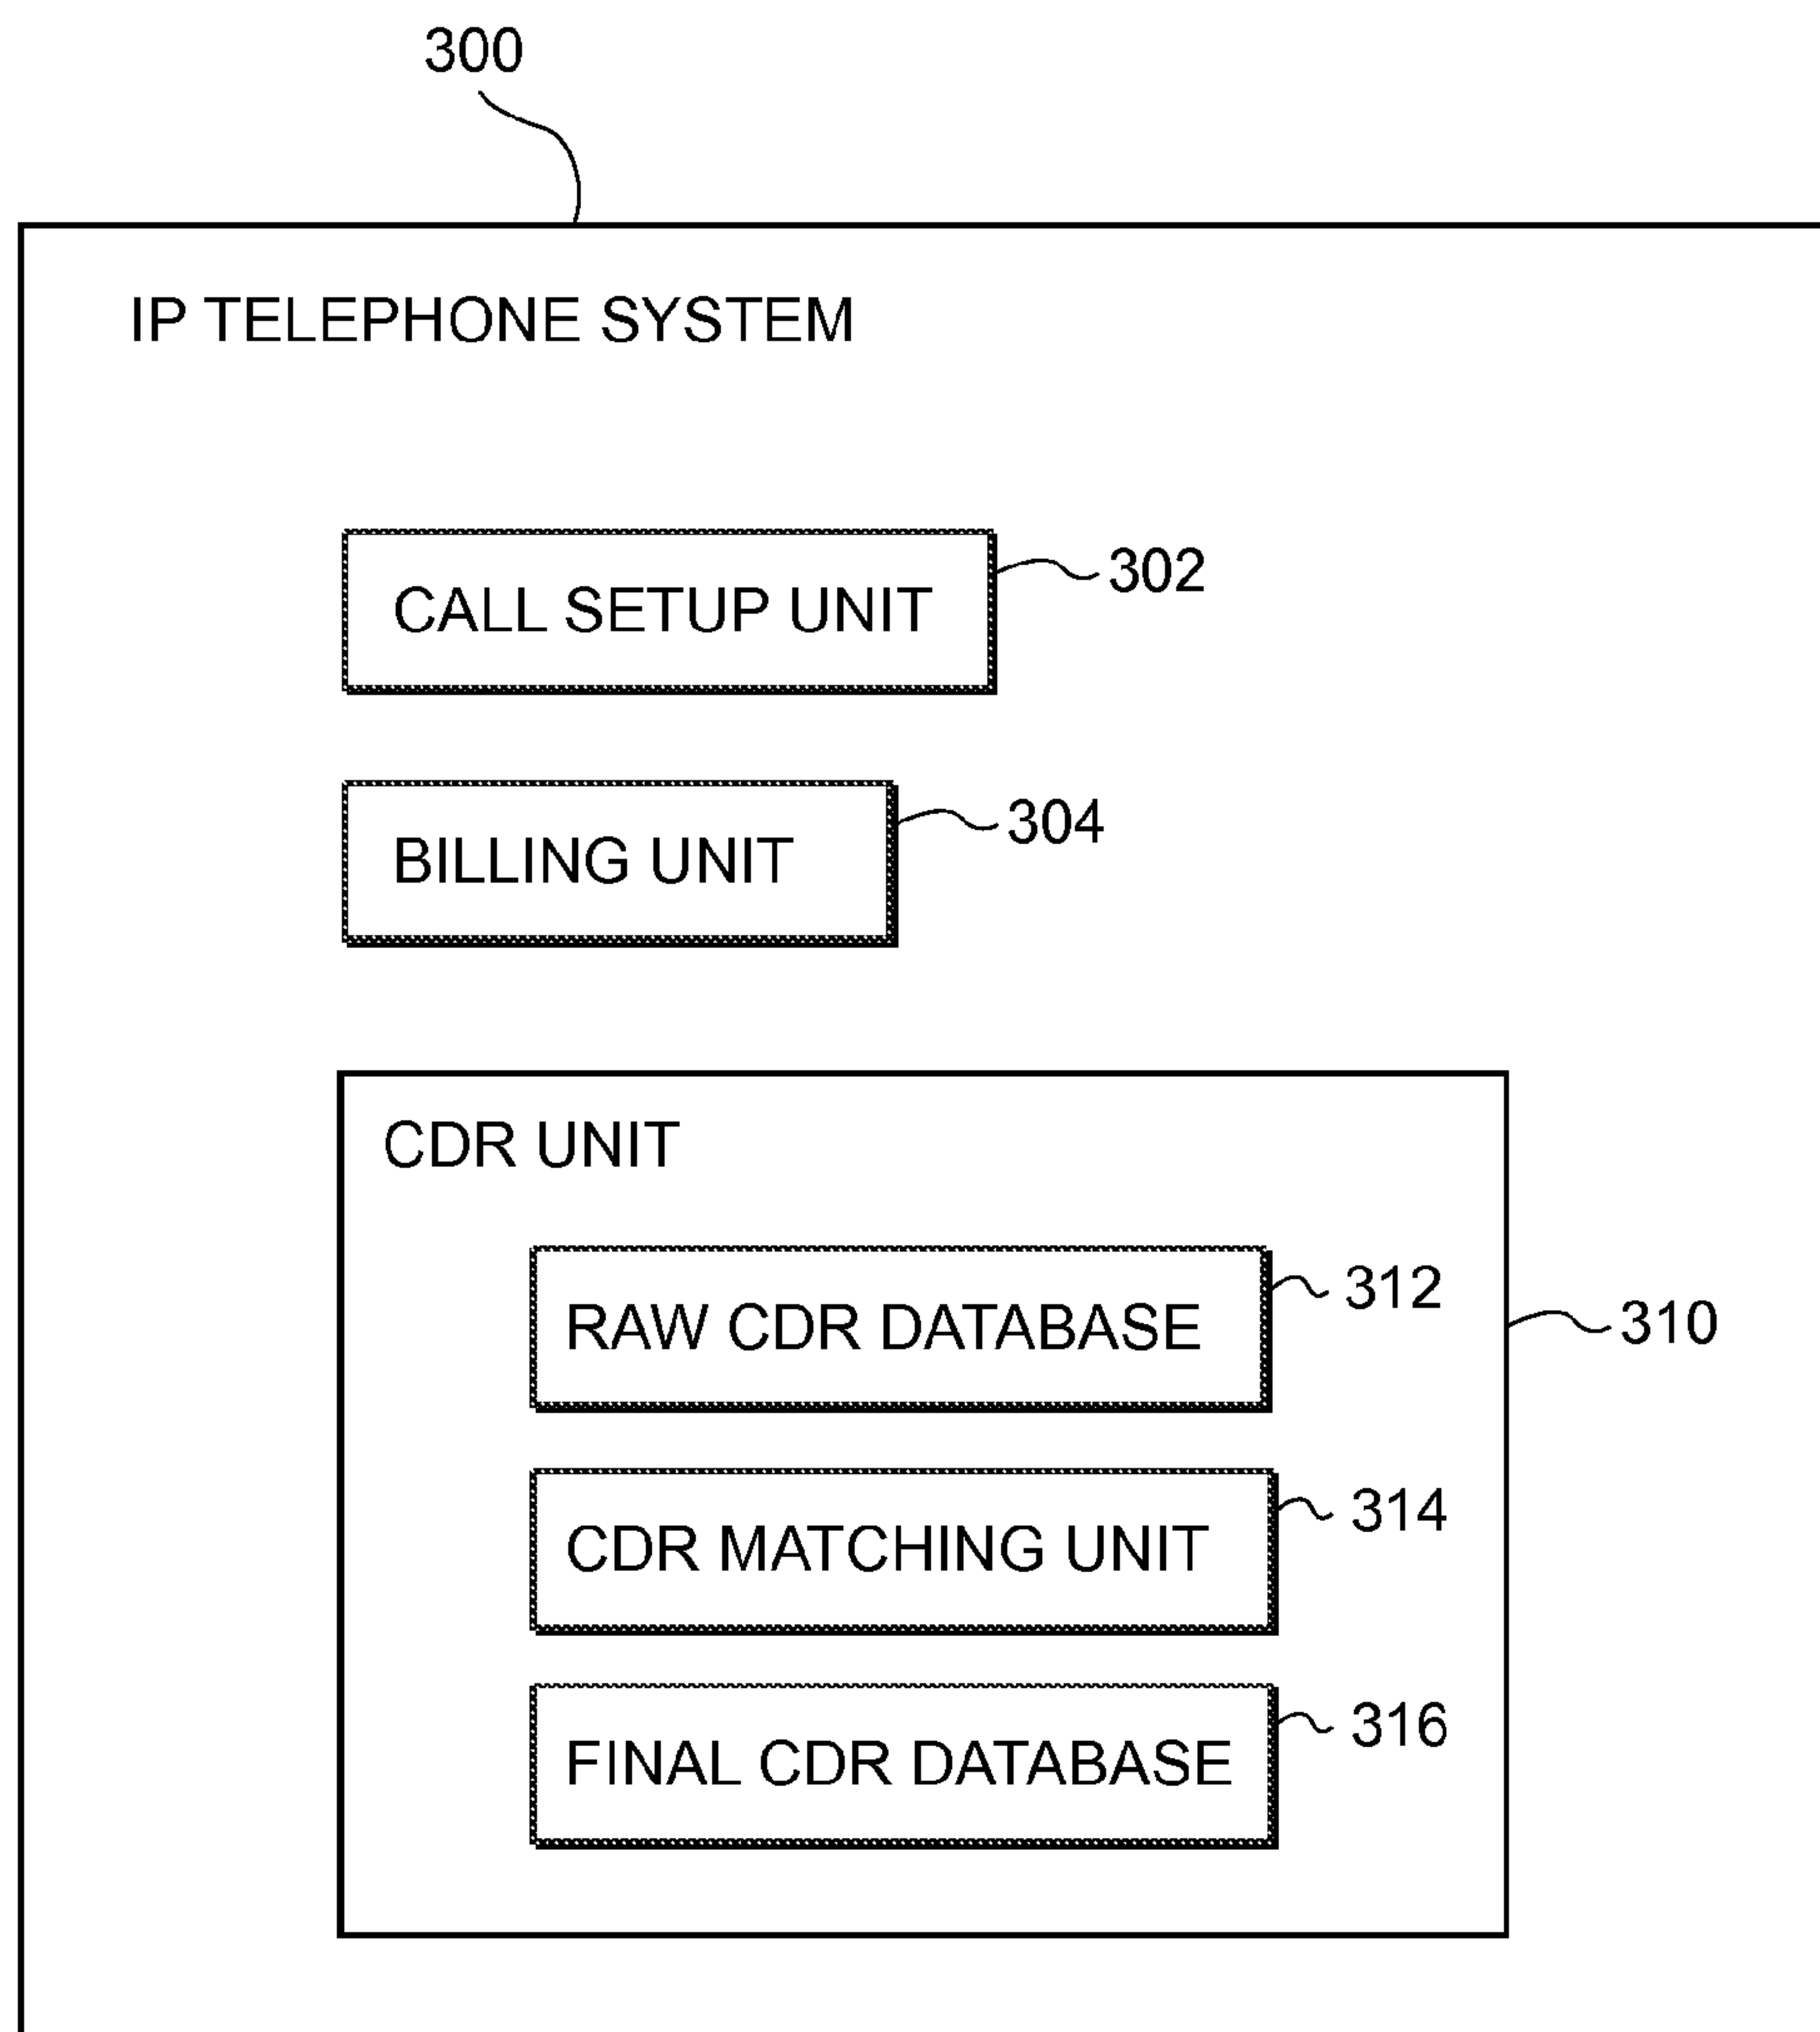 300
IP TELEPHONE SYSTEM
CALL SETUP UNIT
302
BILLING UNIT
304
CDR UNIT
RAW CDR DATABASE
312
310
CDR MATCHING UNIT
314
FINAL CDR DATABASE
316